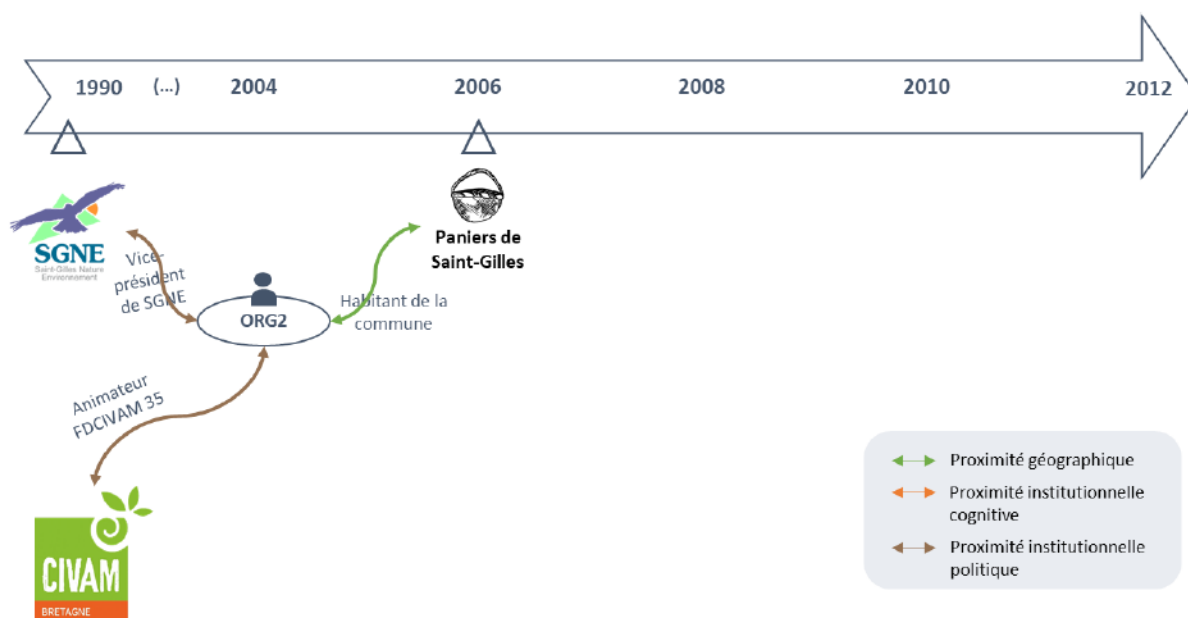 1990 (...) 2004 2006 2008 2010 2012
SGNE
Saint-Gilles Nature
Environnement
Vice-
président
de SGNE
Paniers de
Saint-Gilles
ORG2
Habitant de la
commune
Animateur
FDCIVAM 35
CIVAM
BRETAGNE
Proximité géographique
Proximité institutionnelle
cognitive
Proximité institutionnelle
politique